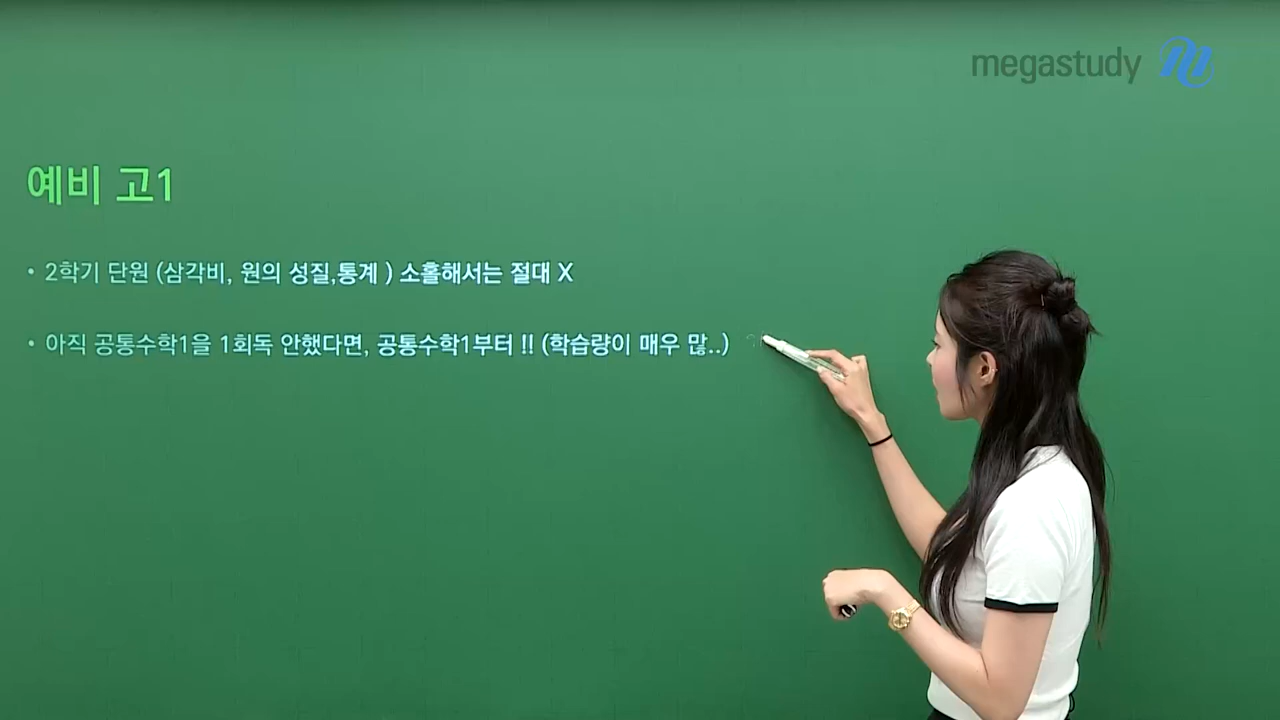 megastudy
예비 고1
• 2학기 단원 (삼각비, 원의 성질,통계 ) 소홀해서는 절대 X
• 아직 공통수학1을 1회독 안했다면, 공통수학1부터 !! (학습량이 매우 많..)